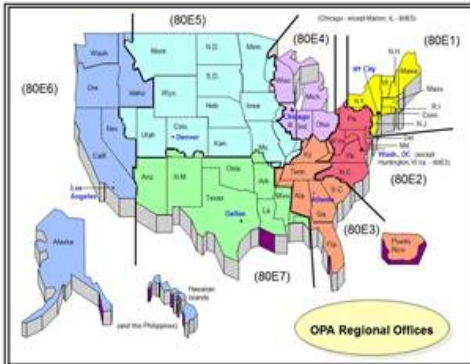 (Chicago - except Marion, IL - 80E5)
(80E5)
(80E4)
(80E1)
(80E6)
Wash.
Mont.
N.D.
Minn.
N.H.
Maine
Ore.
Idaho
S.D.
Wisc.
Mich.
NY City
N.Y.
Mass.
Wyo.
Neb.
Iowa
Chicago
Pa.
R.I.
Conn.
N.J.
Nev.
Utah
Colo.
Denver
Ind.
Ohio
Del.
Md.
Calif.
Kan.
Mo.
Ky.
Va.
Wash. DC (except
Huntington, W.Va. - 80E3)
(80E2)
Los
Angeles
Ariz.
N.M.
Okla.
Ark.
Tenn.
N.C.
S.C.
Texas
Dallas
La.
Miss.
Ala.
Atlanta
Ga.
(80E3)
Fla.
Puerto
Rico
Alaska
(80E7)
Hawaiian
Islands
(and the Philippines)
OPA Regional Offices